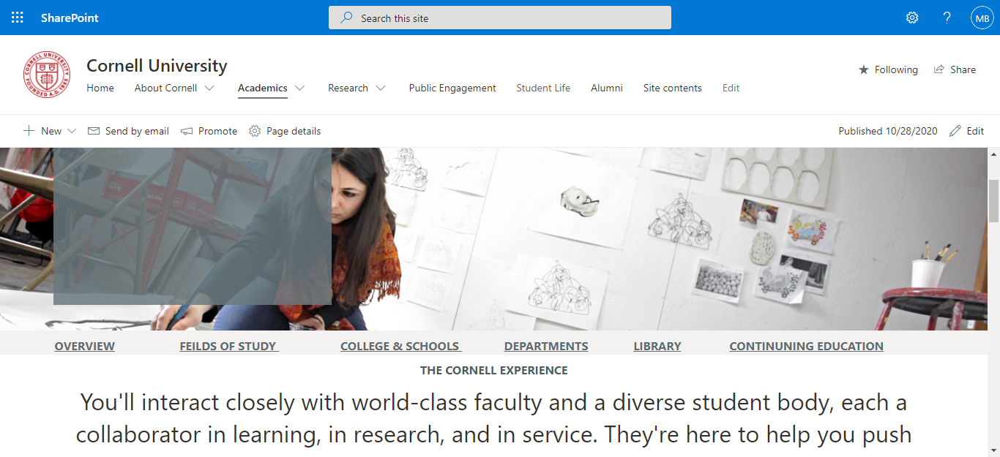 SharePoint
Search this site
MB
CORNELL UNIVERSITY
FOUNDED A.D. 1865
Cornell University
Following
Share
Home
About Cornell
Academics
Research
Public Engagement
Student Life
Alumni
Site contents
Edit
New
Send by email
Promote
Page details
Published 10/28/2020
Edit
OVERVIEW
FEILDS OF STUDY
COLLEGE & SCHOOLS
DEPARTMENTS
LIBRARY
CONTINUNING EDUCATION
THE CORNELL EXPERIENCE
You'll interact closely with world-class faculty and a diverse student body, each a
collaborator in learning, in research, and in service. They're here to help you push